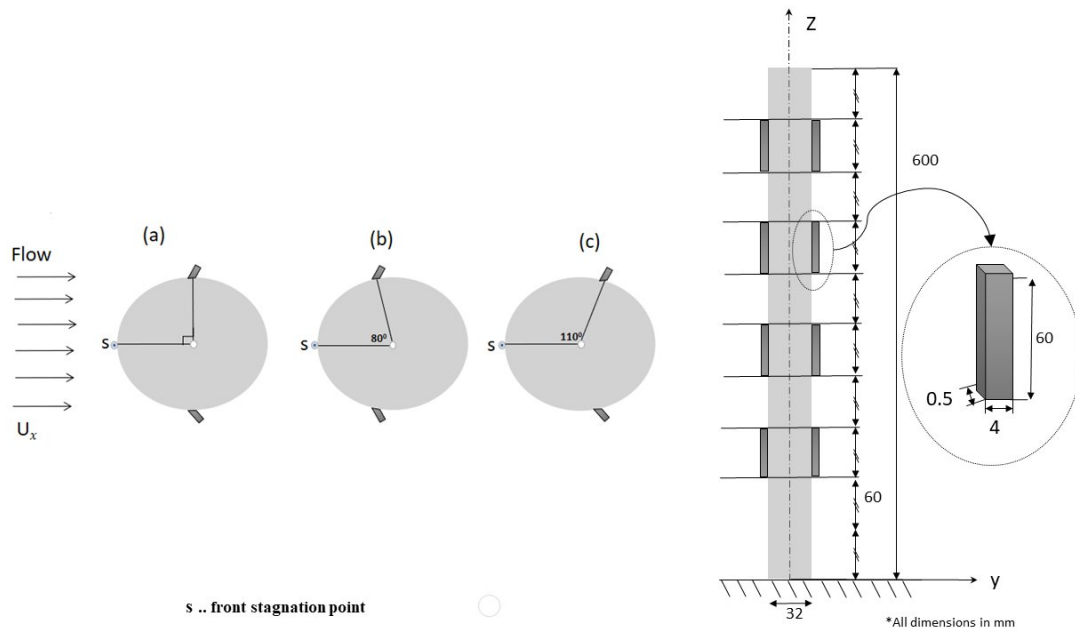 (a)
(b)
(c)
Flow
S
S
S
80⁰
110⁰
Uₓ
s .. front stagnation point
Z
600
60
32
y
0.5
4
60
*All dimensions in mm